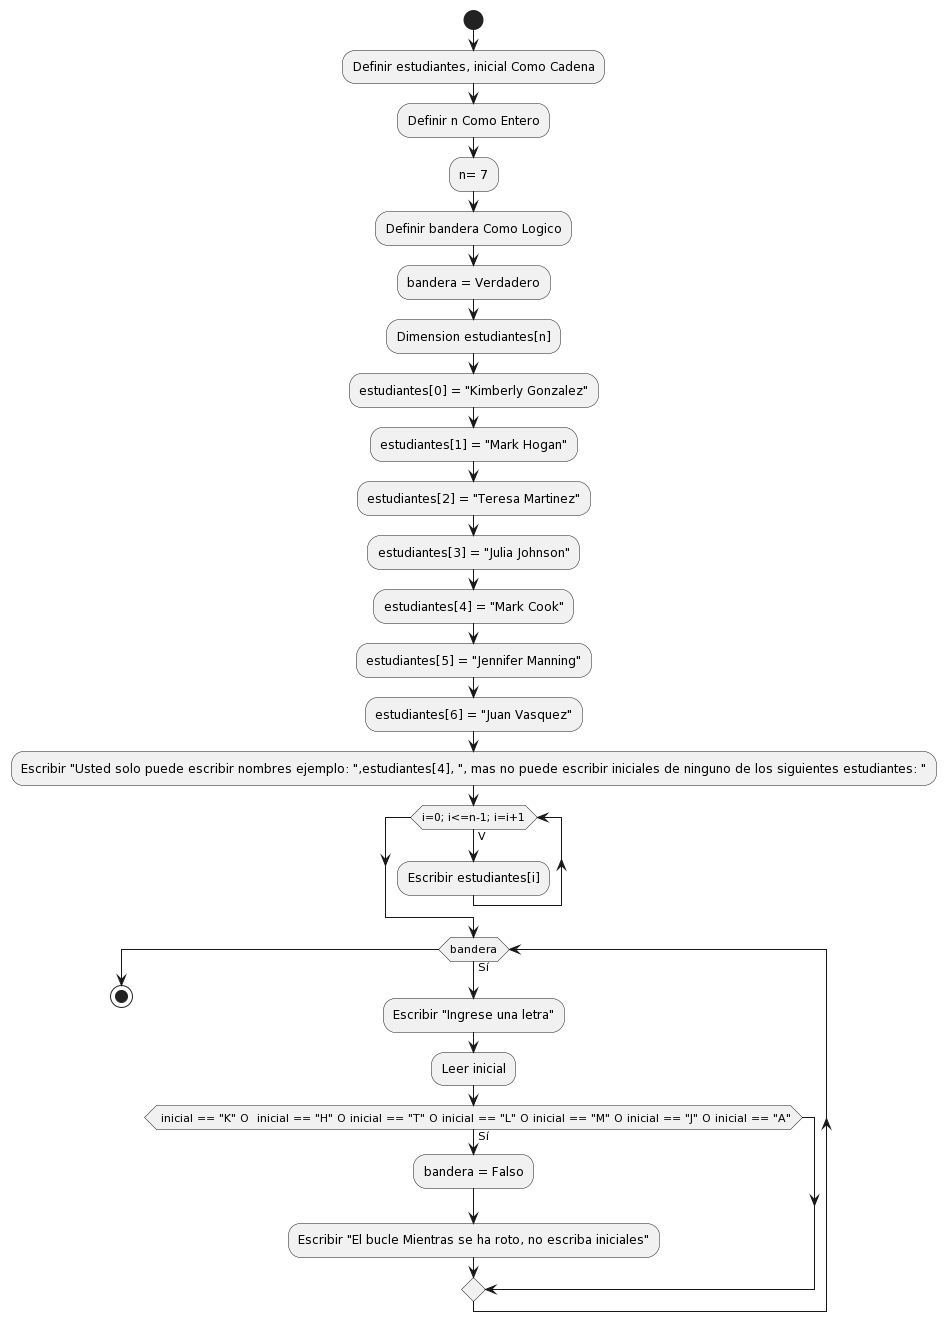 Definir estudiantes, inicial Como Cadena
Definir n Como Entero
n= 7
Definir bandera Como Logico
bandera = Verdadero
Dimension estudiantes[n]
estudiantes[0] = "Kimberly Gonzalez"
estudiantes[1] = "Mark Hogan"
estudiantes[2] = "Teresa Martinez"
estudiantes[3] = "Julia Johnson"
estudiantes[4] = "Mark Cook"
estudiantes[5] = "Jennifer Manning"
estudiantes[6] = "Juan Vasquez"
Escribir "Usted solo puede escribir nombres ejemplo: ",estudiantes[4], ", mas no puede escribir iniciales de ninguno de los siguientes estudiantes: "
i=0; i<=n-1; i=i+1
V
Escribir estudiantes[i]
bandera
Sí
Escribir "Ingrese una letra"
Leer inicial
inicial == "K" O  inicial == "H" O inicial == "T" O inicial == "L" O inicial == "M" O inicial == "J" O inicial == "A"
Sí
bandera = Falso
Escribir "El bucle Mientras se ha roto, no escriba iniciales"